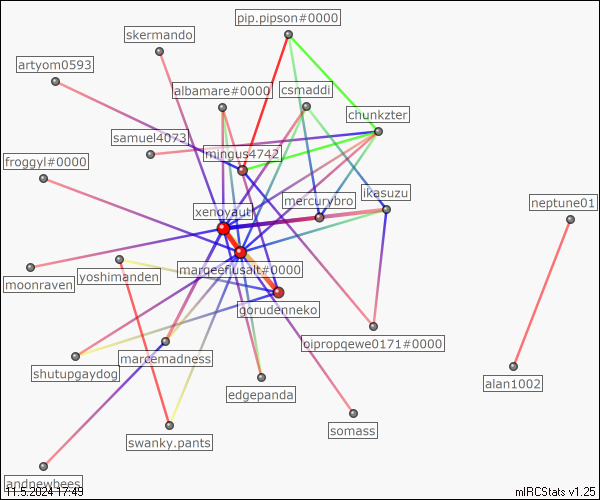 pip.pipson#0000
skermando
artyom0593
albamare#0000
csmaddi
chunkzter
samuel4073
mingus4742
froggyl#0000
ikasuzu
mercurybro
neptune01
xenoyauti
marqeefiusalt#0000
moonraven
yoshimanden
gorudenneko
oipropqewe0171#0000
marcemadness
shutupgaydog
alan1002
edgepanda
somass
swanky.pants
andnewbees
11.5.2024 17:49
mIRCStats v1.25